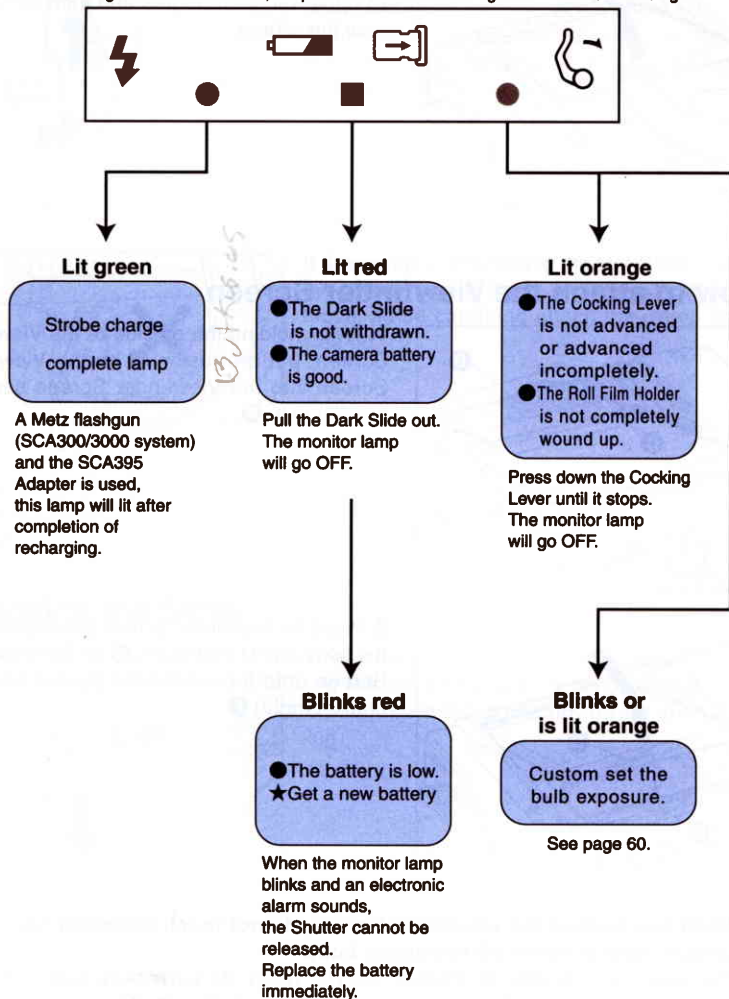 Lit green
Strobe charge
complete lamp
A Metz flashgun
(SCA300/3000 system)
and the SCA395
Adapter is used,
this lamp will lit after
completion of
recharging.
Lit red
●The Dark Slide
is not withdrawn.
●The camera battery
is good.
Pull the Dark Slide out.
The monitor lamp
will go OFF.
Lit orange
●The Cocking Lever
is not advanced
or advanced
incompletely.
●The Roll Film Holder
is not completely
wound up.
Press down the Cocking
Lever until it stops.
The monitor lamp
will go OFF.
Blinks red
●The battery is low.
★Get a new battery
When the monitor lamp
blinks and an electronic
alarm sounds,
the Shutter cannot be
released.
Replace the battery
immediately.
Blinks or
is lit orange
Custom set the
bulb exposure.
See page 60.